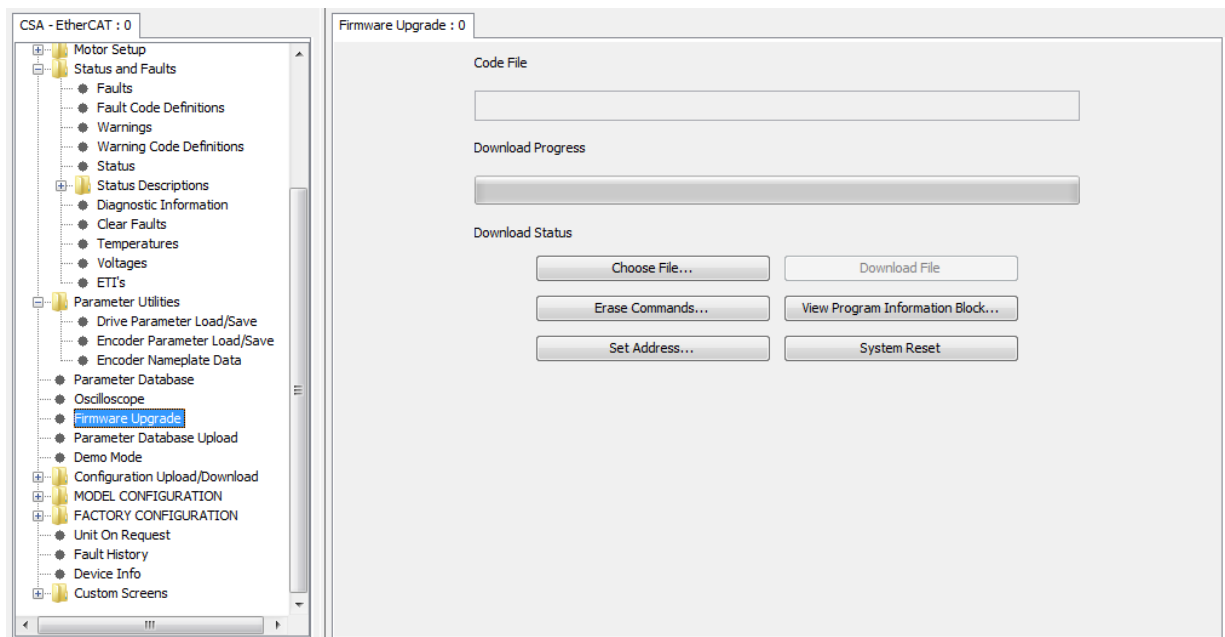 CSA - EtherCAT : 0
Motor Setup
Status and Faults
Faults
Fault Code Definitions
Warnings
Warning Code Definitions
Status
Status Descriptions
Diagnostic Information
Clear Faults
Temperatures
Voltages
ETI's
Parameter Utilities
Drive Parameter Load/Save
Encoder Parameter Load/Save
Encoder Nameplate Data
Parameter Database
Oscilloscope
Firmware Upgrade
Parameter Database Upload
Demo Mode
Configuration Upload/Download
MODEL CONFIGURATION
FACTORY CONFIGURATION
Unit On Request
Fault History
Device Info
Custom Screens
Firmware Upgrade : 0
Code File
Download Progress
Download Status
Choose File...
Download File
Erase Commands...
View Program Information Block...
Set Address...
System Reset